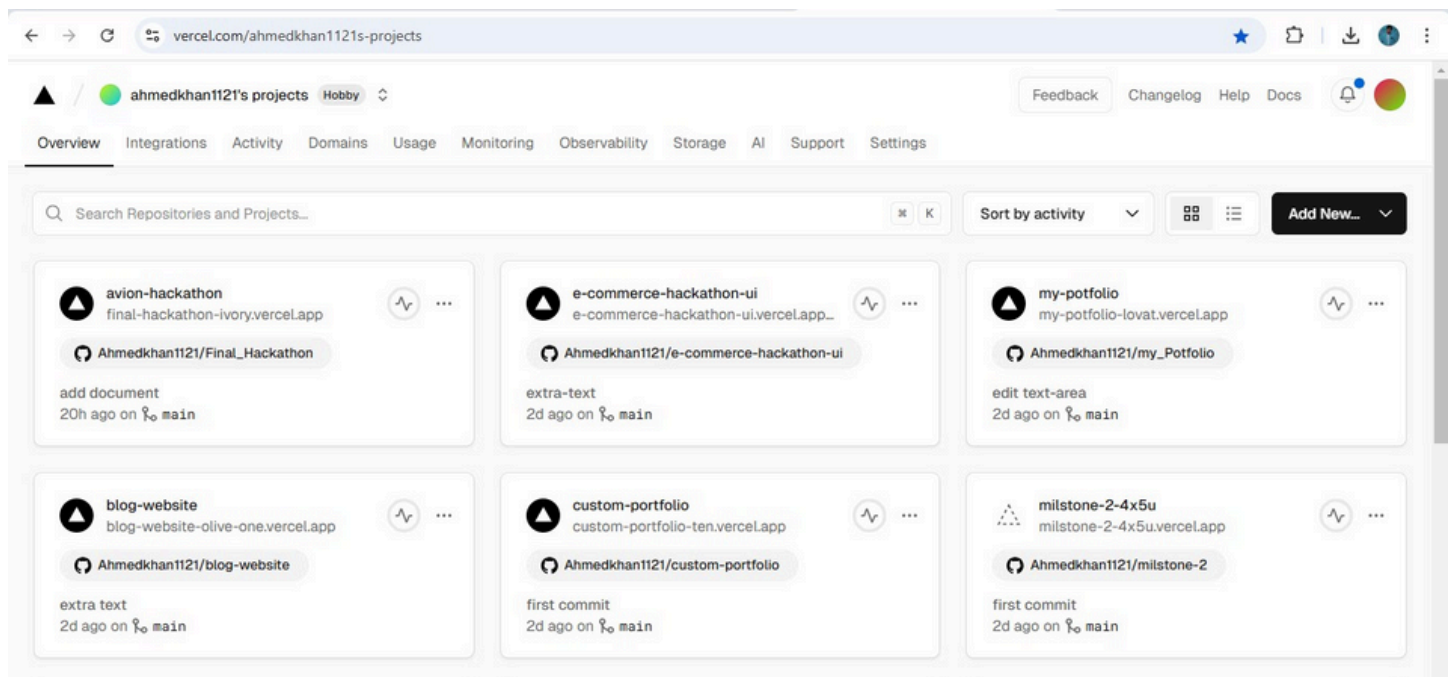 vercel.com/ahmedkhan1121s-projects
ahmedkhan1121's projects Hobby
Feedback Changelog Help Docs
Overview Integrations Activity Domains Usage Monitoring Observability Storage AI Support Settings
Search Repositories and Projects...
⌘ K
Sort by activity
Add New...
avion-hackathon
final-hackathon-ivory.vercel.app
Ahmedkhan1121/Final_Hackathon
add document
20h ago on main
e-commerce-hackathon-ui
e-commerce-hackathon-ui.vercel.app...
Ahmedkhan1121/e-commerce-hackathon-ui
extra-text
2d ago on main
my-potfolio
my-potfolio-lovat.vercel.app
Ahmedkhan1121/my_Potfolio
edit text-area
2d ago on main
blog-website
blog-website-olive-one.vercel.app
Ahmedkhan1121/blog-website
extra text
2d ago on main
custom-portfolio
custom-portfolio-ten.vercel.app
Ahmedkhan1121/custom-portfolio
first commit
2d ago on main
milstone-2-4x5u
milstone-2-4x5u.vercel.app
Ahmedkhan1121/milstone-2
first commit
2d ago on main